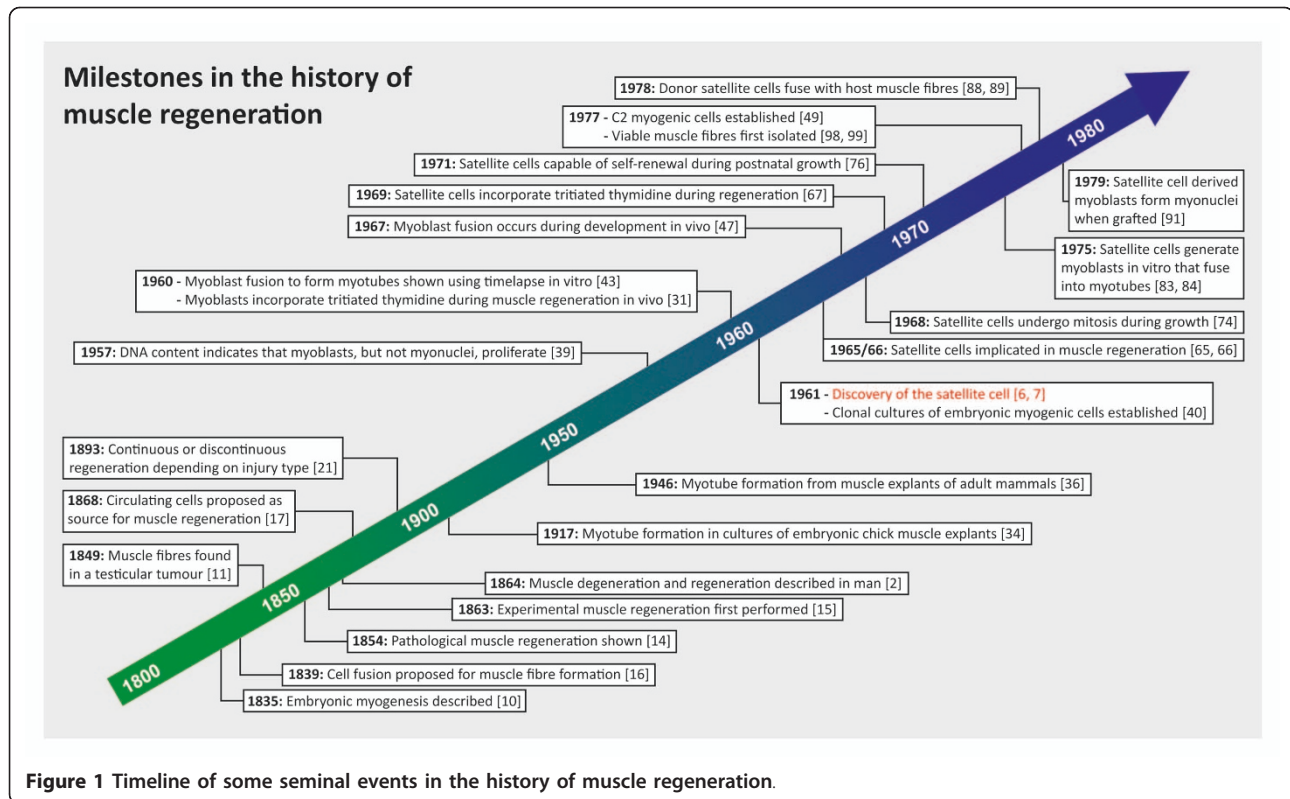 Milestones in the history of
muscle regeneration
1978: Donor satellite cells fuse with host muscle fibres [88, 89]
1977 - C2 myogenic cells established [49]
- Viable muscle fibres first isolated [98, 99]
1971: Satellite cells capable of self-renewal during postnatal growth [76]
1969: Satellite cells incorporate tritiated thymidine during regeneration [67]
1967: Myoblast fusion occurs during development in vivo [47]
1960 - Myoblast fusion to form myotubes shown using timelapse in vitro [43]
- Myoblasts incorporate tritiated thymidine during muscle regeneration in vivo [31]
1957: DNA content indicates that myoblasts, but not myonuclei, proliferate [39]
1893: Continuous or discontinuous
regeneration depending on injury type [21]
1868: Circulating cells proposed as
source for muscle regeneration [17]
1849: Muscle fibres found
in a testicular tumour [11]
1800
1850
1900
1950
1960
1970
1980
1979: Satellite cell derived
myoblasts form myonuclei
when grafted [91]
1975: Satellite cells generate
myoblasts in vitro that fuse
into myotubes [83, 84]
1968: Satellite cells undergo mitosis during growth [74]
1965/66: Satellite cells implicated in muscle regeneration [65, 66]
1961 - Discovery of the satellite cell [6, 7]
- Clonal cultures of embryonic myogenic cells established [40]
1946: Myotube formation from muscle explants of adult mammals [36]
1917: Myotube formation in cultures of embryonic chick muscle explants [34]
1864: Muscle degeneration and regeneration described in man [2]
1863: Experimental muscle regeneration first performed [15]
1854: Pathological muscle regeneration shown [14]
1839: Cell fusion proposed for muscle fibre formation [16]
1835: Embryonic myogenesis described [10]
Figure 1 Timeline of some seminal events in the history of muscle regeneration.